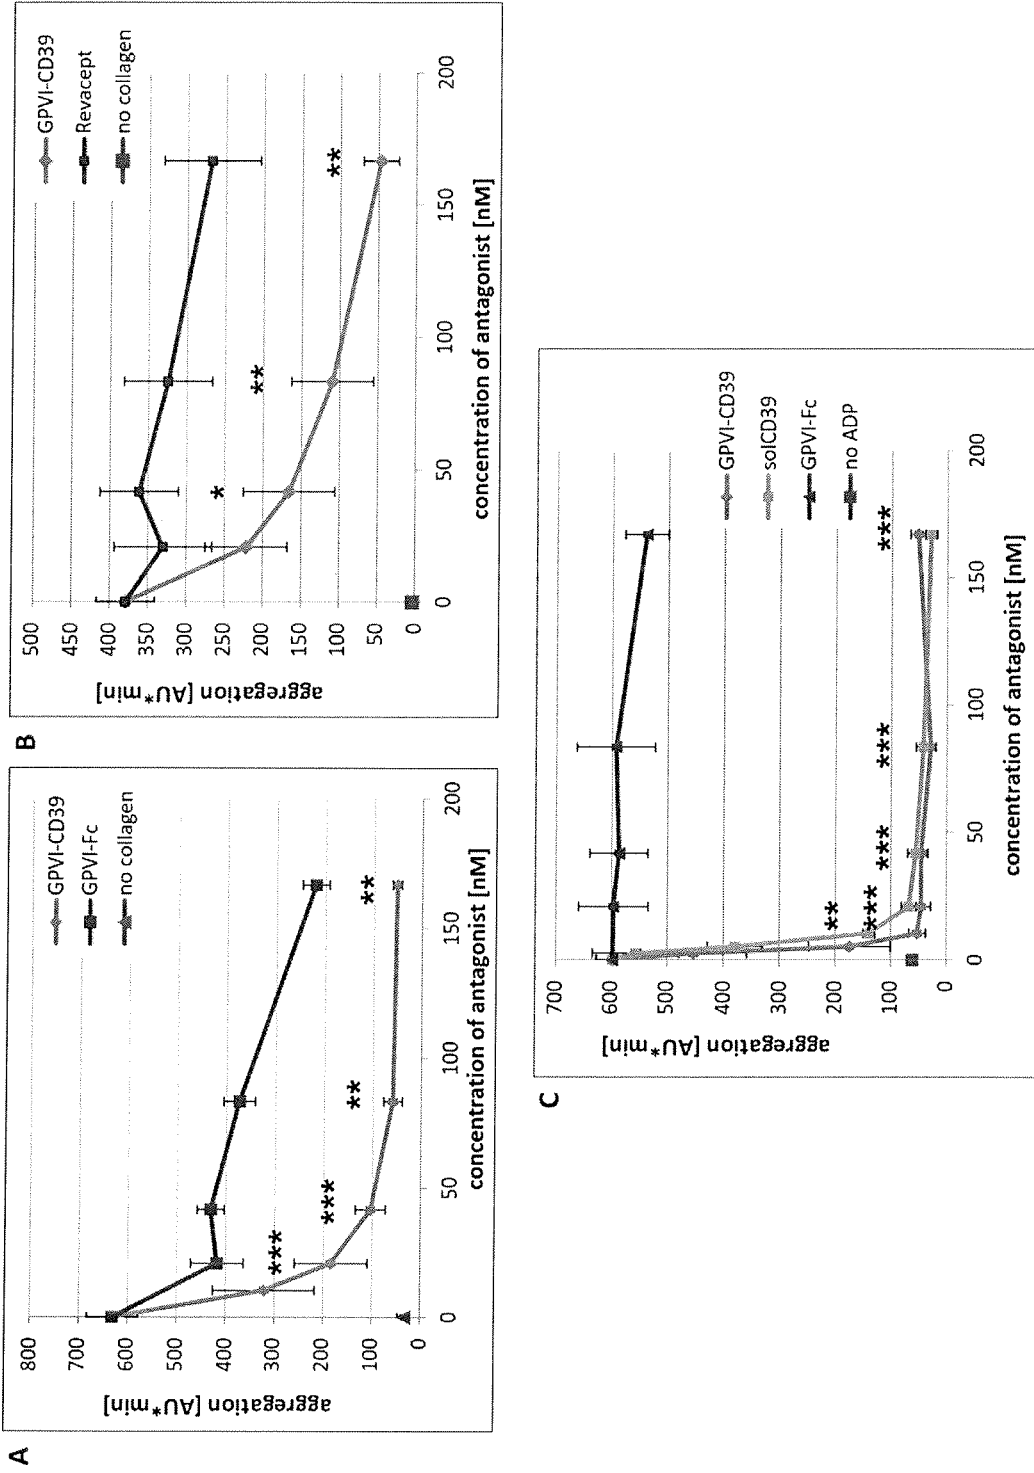 A
aggregation [AU*min]
800
700
600
500
400
300
200
100
0
0
50
100
150
200
concentration of antagonist [nM]
GPVI-CD39
GPVI-Fc
no collagen
***
***
**
**
B
aggregation [AU*min]
500
450
400
350
300
250
200
150
100
50
0
0
50
100
150
200
concentration of antagonist [nM]
GPVI-CD39
Revacept
no collagen
*
**
**
C
aggregation [AU*min]
700
600
500
400
300
200
100
0
0
50
100
150
200
concentration of antagonist [nM]
GPVI-CD39
solCD39
GPVI-Fc
no ADP
**
***
***
***
***